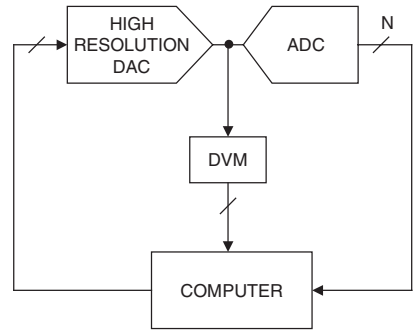 HIGH
RESOLUTION
DAC
ADC
N
DVM
COMPUTER